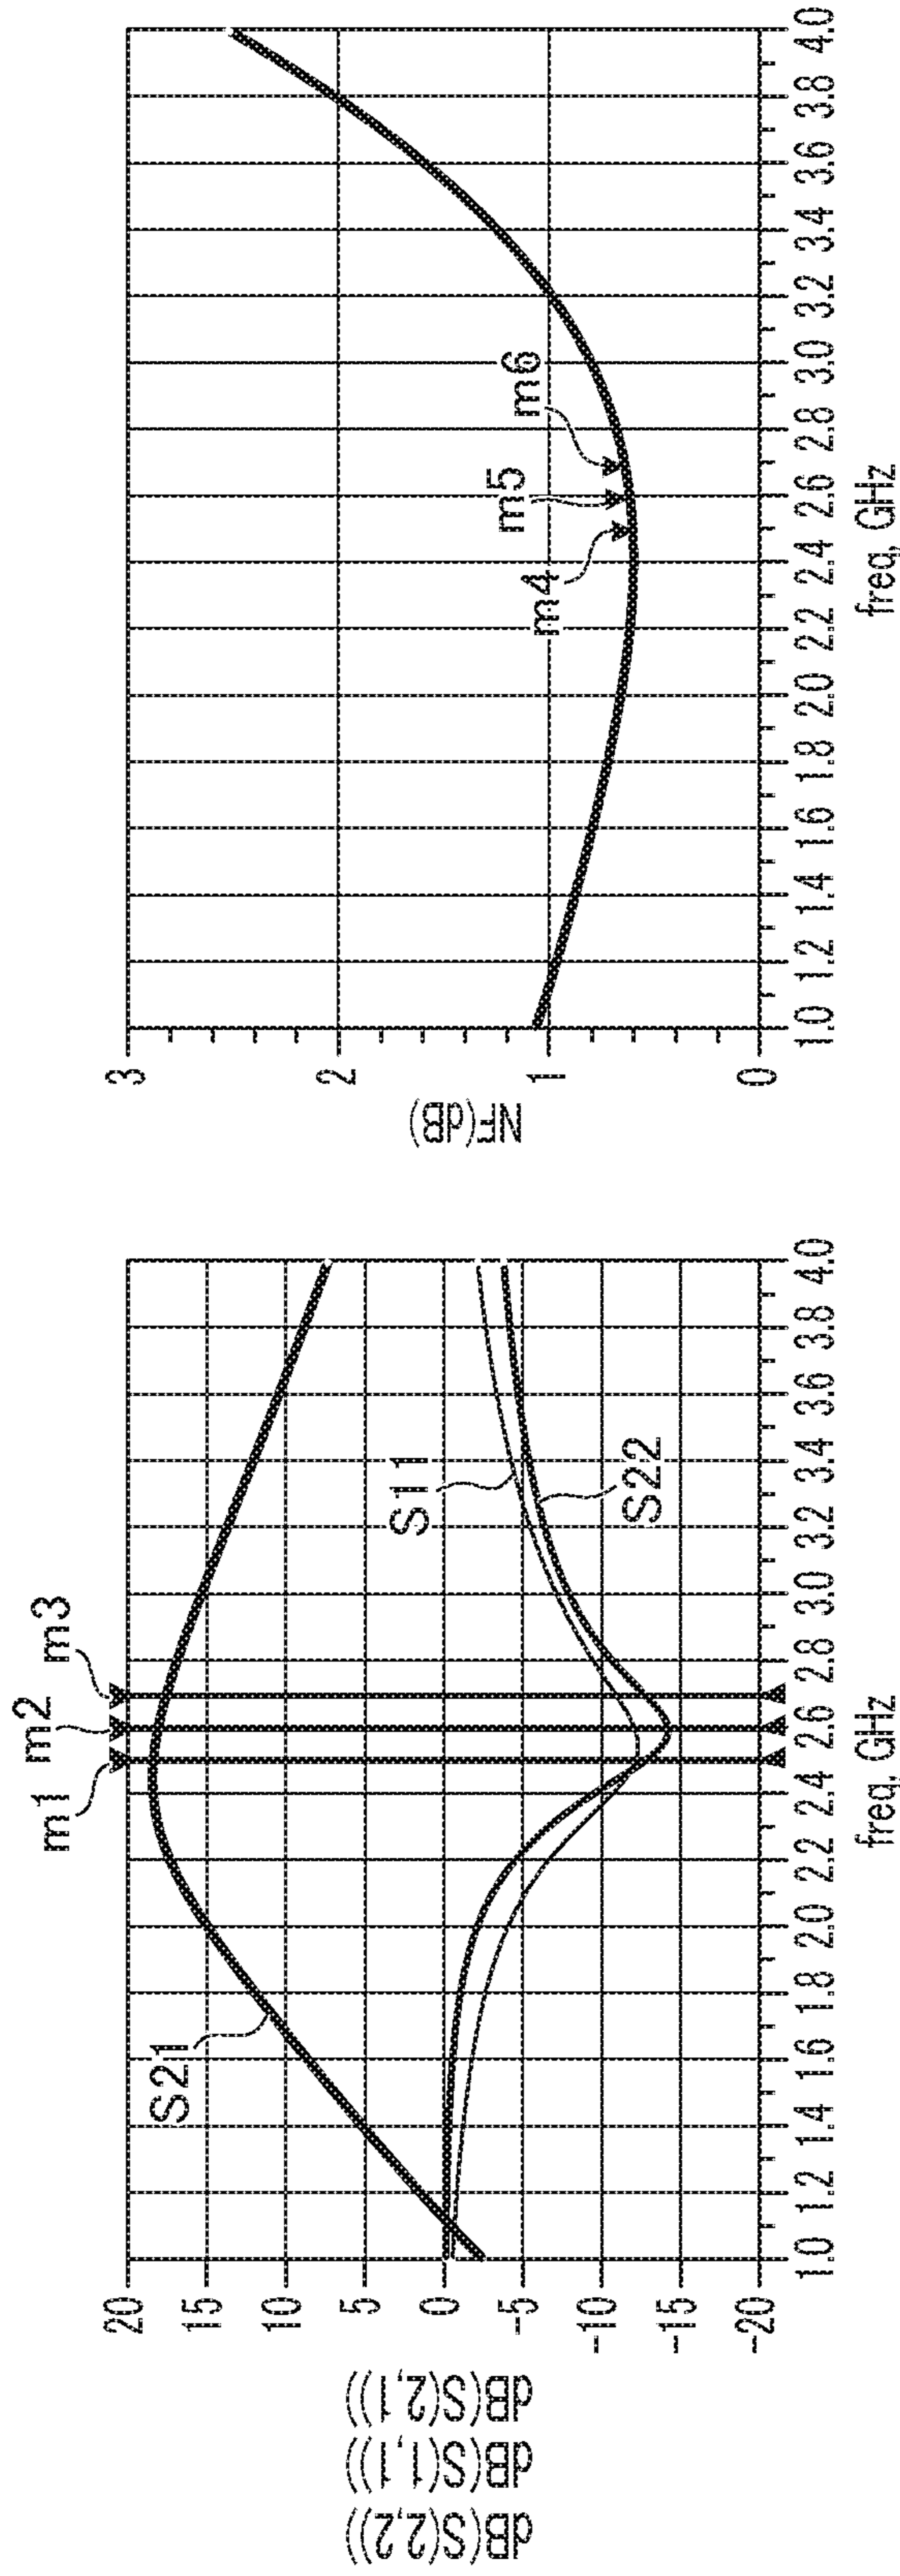 m1
m2
m3
20
15
10
5
0
-5
-10
-15
-20
dB(S(2,2))
dB(S(1,1))
dB(S(2,1))
S21
S11
S22
1.0 1.2 1.4 1.6 1.8 2.0 2.2 2.4 2.6 2.8 3.0 3.2 3.4 3.6 3.8 4.0
freq, GHz
3
2
1
0
NF(dB)
m4
m5
m6
1.0 1.2 1.4 1.6 1.8 2.0 2.2 2.4 2.6 2.8 3.0 3.2 3.4 3.6 3.8 4.0
freq, GHz